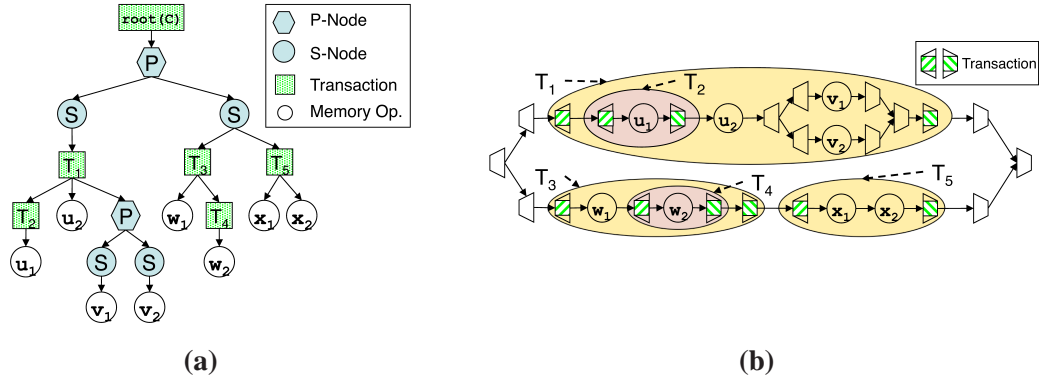 root(C)
P
S S
T1 T3 T5
T2 u2 P w1 T4 x1 x2
u1 S S w2
v1 v2
P-Node
S-Node
Transaction
Memory Op.
(a)
Transaction
T1 T2
u1 u2 v1
v2
T3 T4 T5
w1 w2 x1 x2
(b)